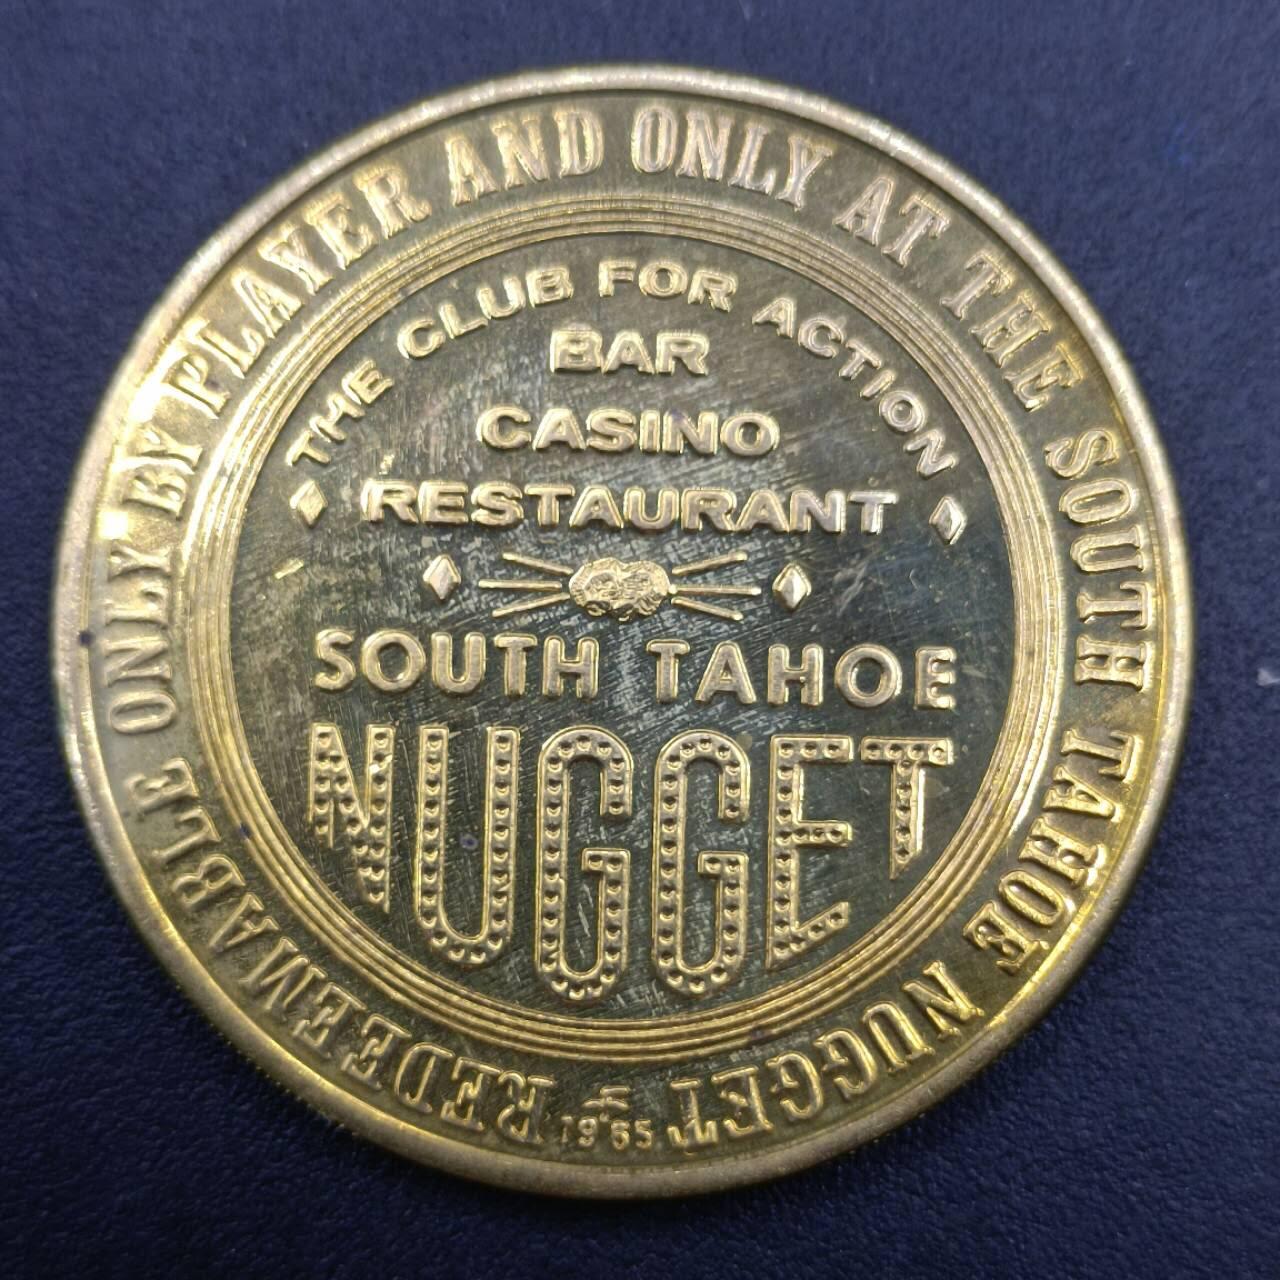 REDEEMABLE ONLY BY PLAYER AND ONLY AT THE SOUTH TAHOE NUGGET
THE CLUB FOR ACTION
BAR
CASINO
RESTAURANT
SOUTH TAHOE
NUGGET
1965